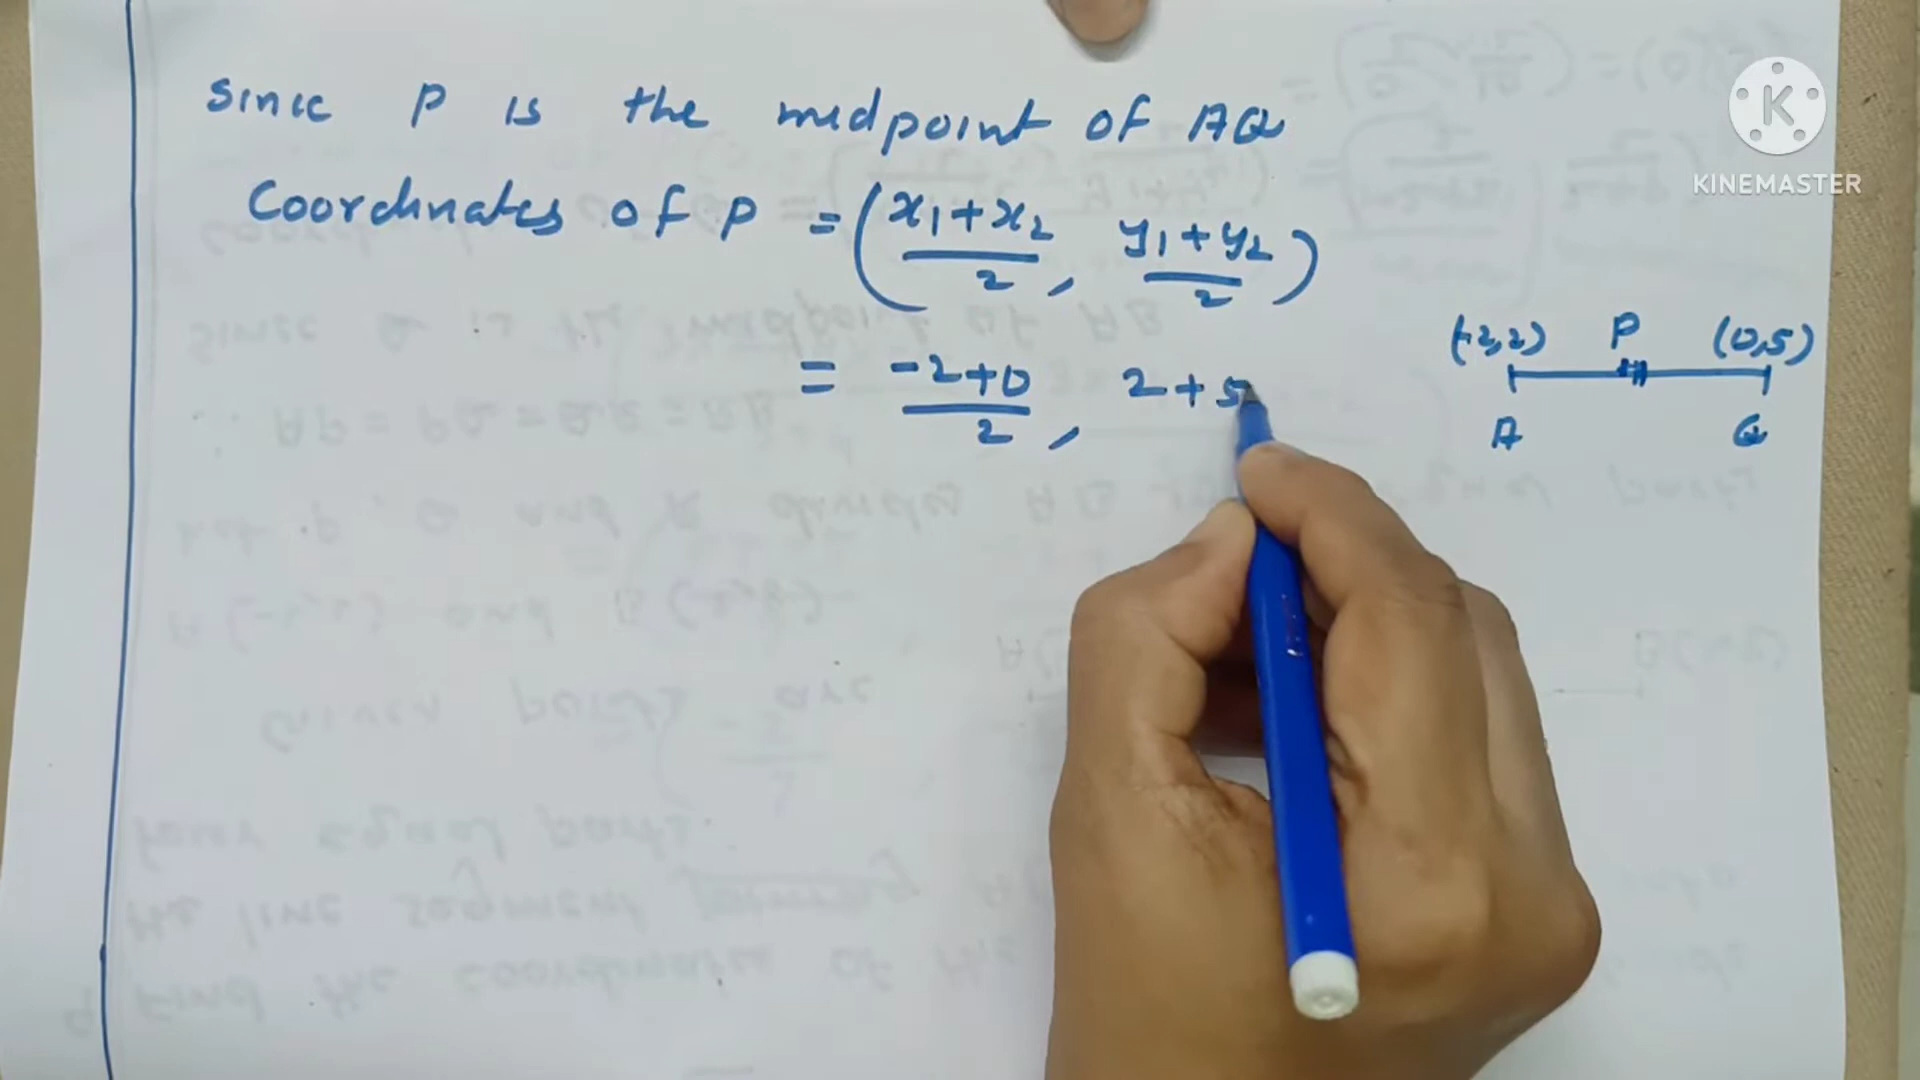 Since P is the midpoint of AQ
Coordinates of P = (x₁+x₂/2, y₁+y₂/2)
= -2+0/2, 2+5
(-2,2) P (0,5)
A Q
KINEMASTER